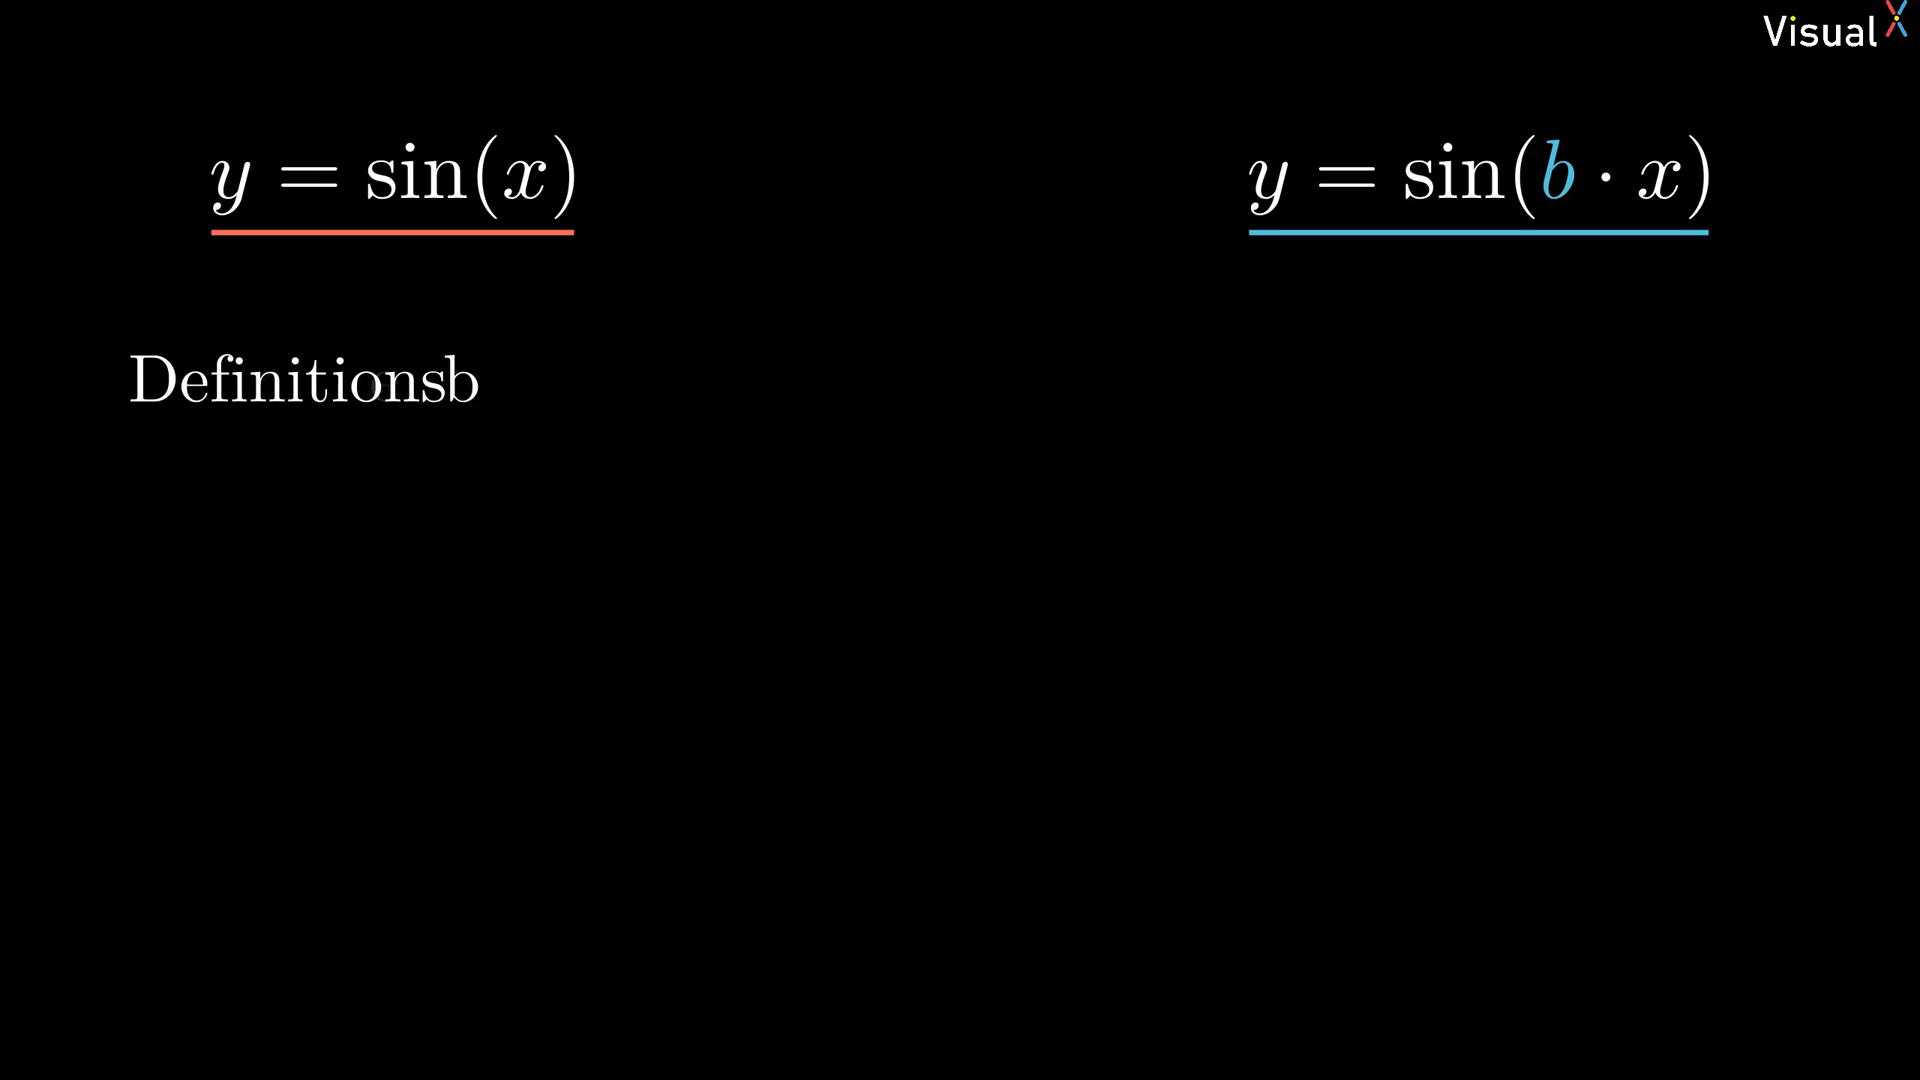 Visual X
y = sin(x)
y = sin(b · x)
Definitionsb